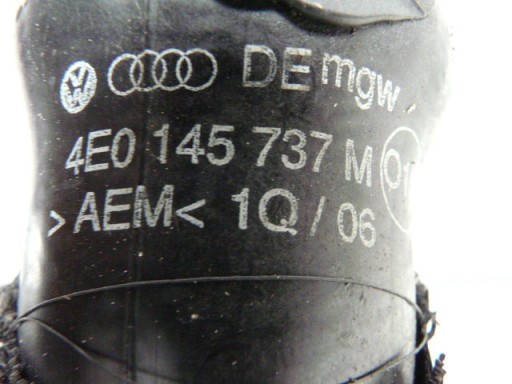 DE mgw
4E0 145 737 M
>AEM< 1Q / 06